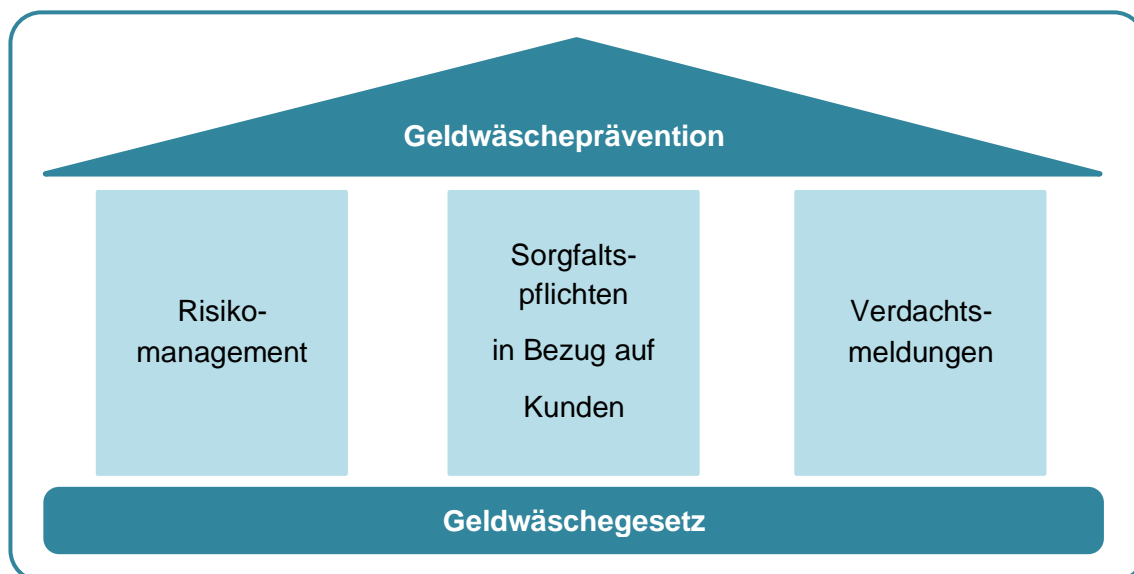 Geldwäscheprävention
Risiko-
management
Sorgfalts-
pflichten
in Bezug auf
Kunden
Verdachts-
meldungen
Geldwäschegesetz